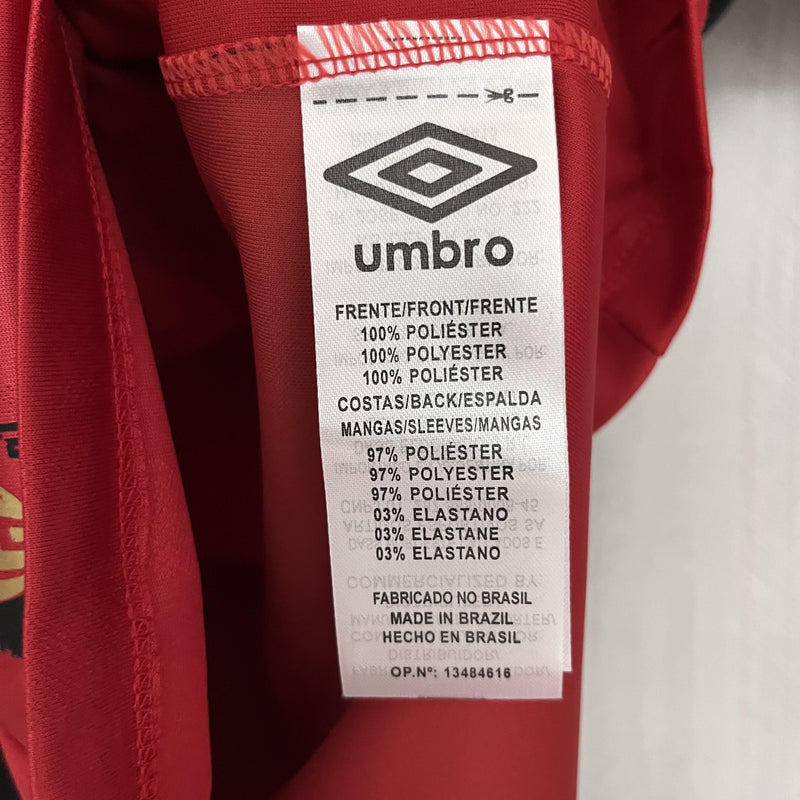 umbro
FRENTE/FRONT/FRENTE
100% POLIÉSTER
100% POLYESTER
100% POLIÉSTER
COSTAS/BACK/ESPALDA
MANGAS/SLEEVES/MANGAS
97% POLIÉSTER
97% POLYESTER
97% POLIÉSTER
03% ELASTANO
03% ELASTANE
03% ELASTANO
FABRICADO NO BRASIL
MADE IN BRAZIL
HECHO EN BRASIL
OP.Nº: 13484616